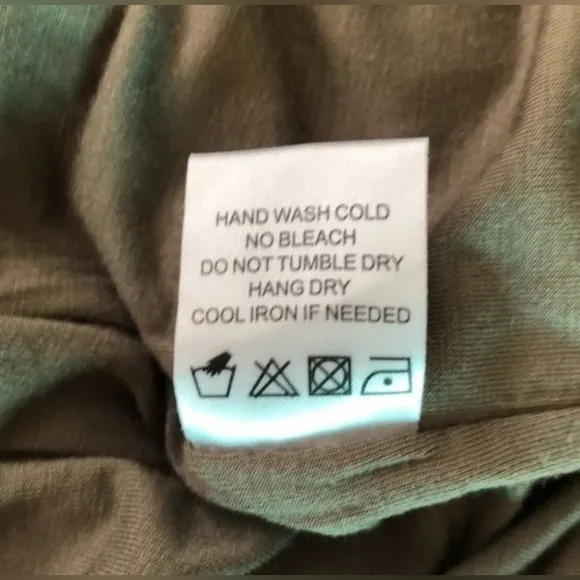 HAND WASH COLD
NO BLEACH
DO NOT TUMBLE DRY
HANG DRY
COOL IRON IF NEEDED